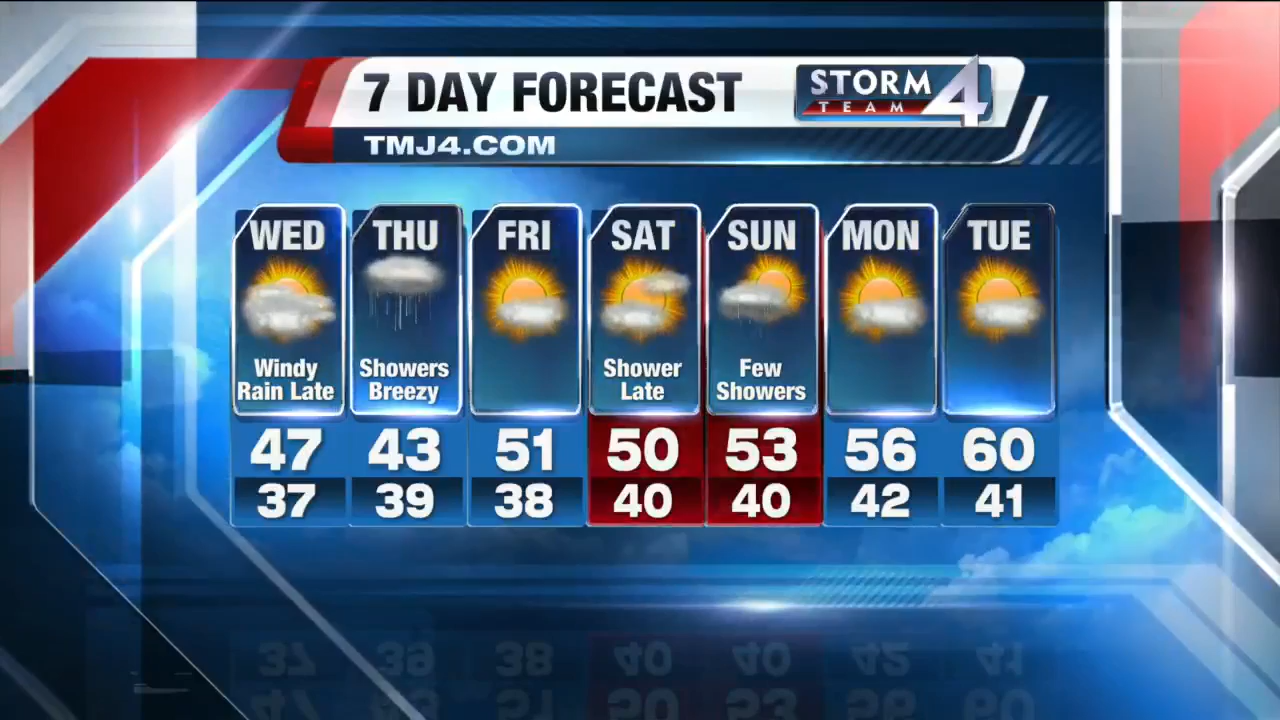 7 DAY FORECAST
STORM 4
TEAM
TMJ4.COM
WED THU FRI SAT SUN MON TUE
Windy Showers Shower Few
Rain Late Breezy Late Showers
47 43 51 50 53 56 60
37 39 38 40 40 42 41